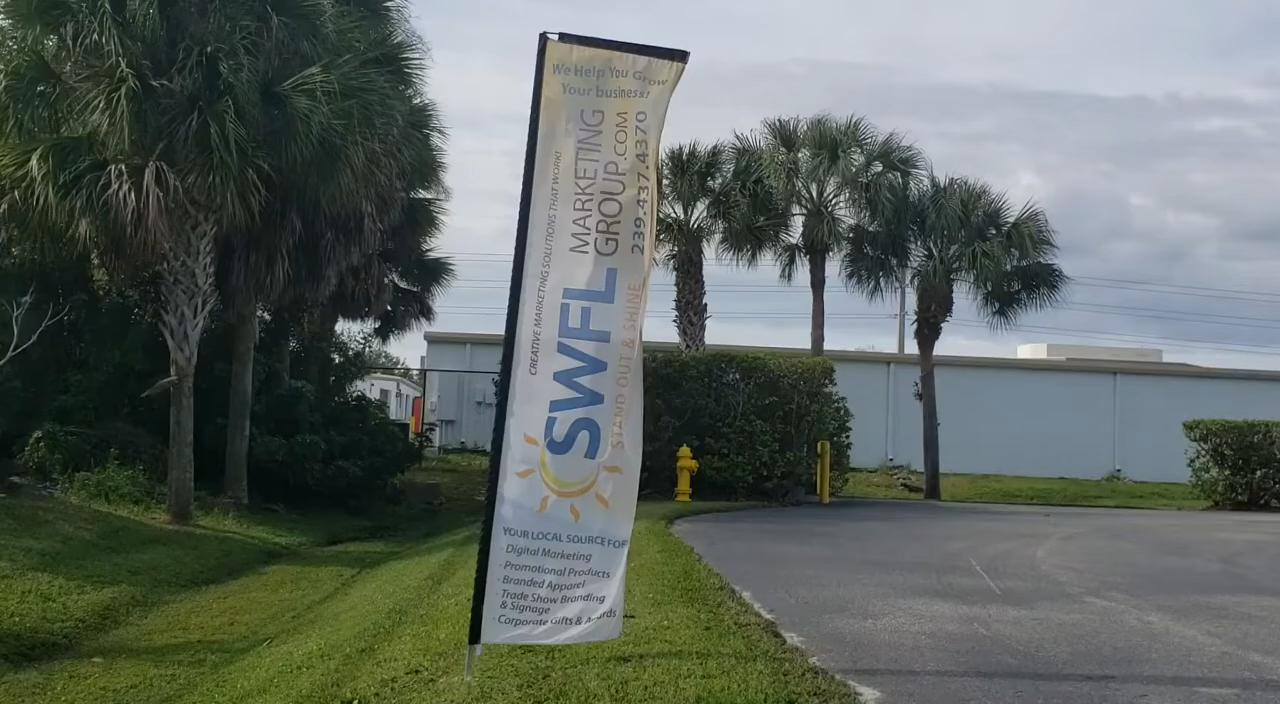 We Help You Grow
Your business!
CREATIVE MARKETING SOLUTIONS THAT WORK!
SWFL
MARKETING
GROUP.COM
239.437.4370
STAND OUT & SHINE
YOUR LOCAL SOURCE FOR
· Digital Marketing
· Promotional Products
· Branded Apparel
· Trade Show Branding
& Signage
· Corporate Gifts & Awards